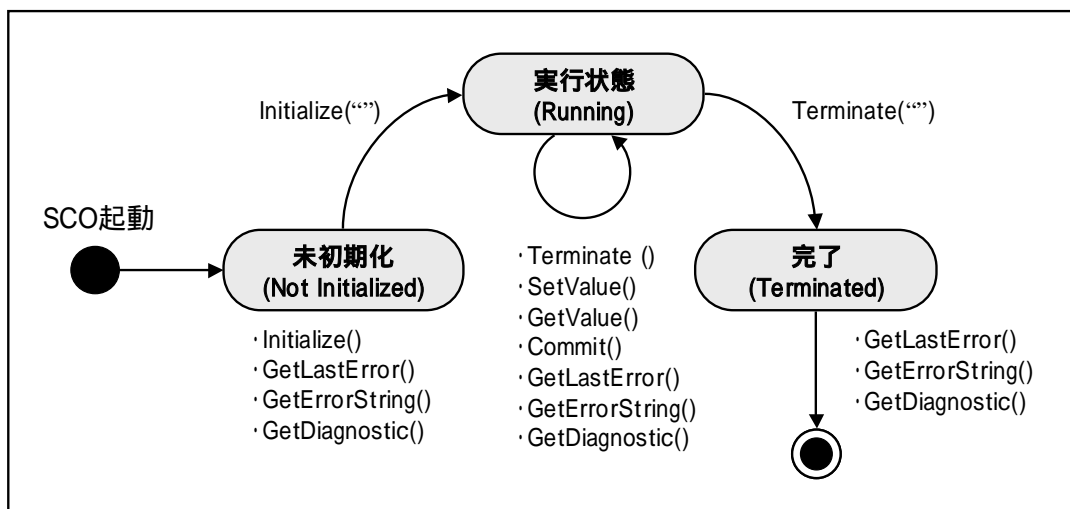 実行状態
(Running)
Initialize(“”)
Terminate(“”)
SCO起動
未初期化
(Not Initialized)
完了
(Terminated)
・Initialize()
・GetLastError()
・GetErrorString()
・GetDiagnostic()
・Terminate ()
・SetValue()
・GetValue()
・Commit()
・GetLastError()
・GetErrorString()
・GetDiagnostic()
・GetLastError()
・GetErrorString()
・GetDiagnostic()